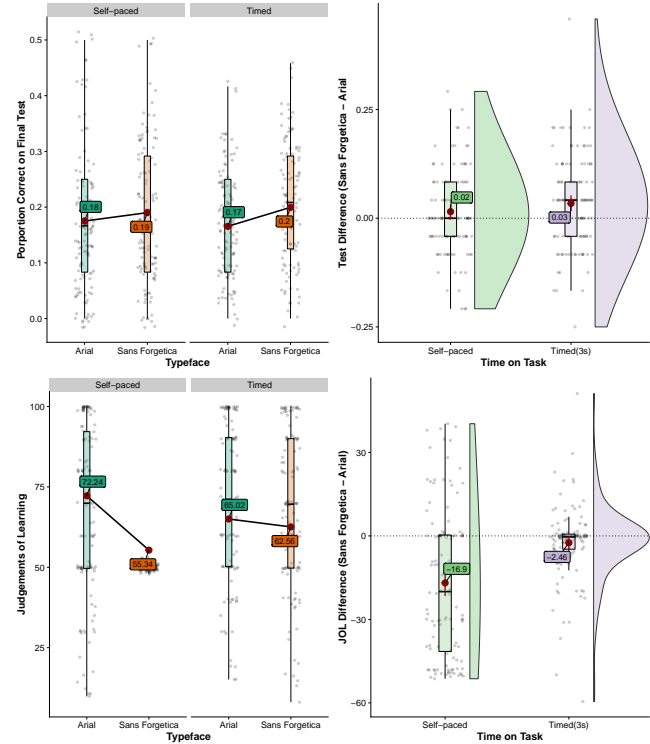 Self−paced
Timed
Porportion Correct on Final Test
0.5
0.4
0.3
0.2
0.1
0.0
0.18
0.19
0.17
0.2
Arial
Sans Forgetica
Arial
Sans Forgetica
Typeface
Test Difference (Sans Forgetica − Arial)
0.25
0.00
−0.25
0.02
0.03
Self−paced
Timed(3s)
Time on Task
Self−paced
Timed
Judgements of Learning
100
75
50
25
72.24
55.34
65.02
62.56
Arial
Sans Forgetica
Arial
Sans Forgetica
Typeface
JOL Difference (Sans Forgetica − Arial)
30
0
−30
−60
−16.9
−2.46
Self−paced
Timed(3s)
Time on Task